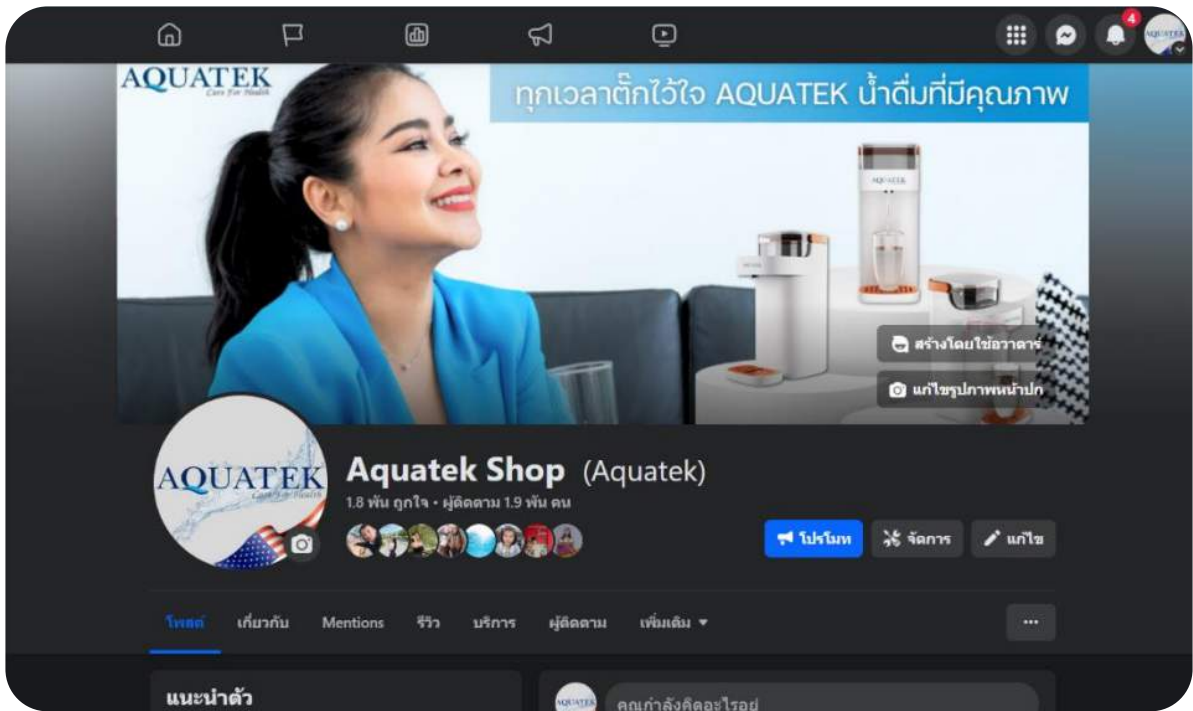 4
AQUATEK
AQUATEK
Care For Health
ทุกเวลาตั๊กไว้ใจ AQUATEK น้ำดื่มที่มีคุณภาพ
AQUATEK
สร้างโดยใช้อวาตาร์
แก้ไขรูปภาพหน้าปก
AQUATEK
Care For Health
Aquatek Shop (Aquatek)
1.8 พัน ถูกใจ • ผู้ติดตาม 1.9 พัน คน
โปรโมท จัดการ แก้ไข
โพสต์ เกี่ยวกับ Mentions รีวิว บริการ ผู้ติดตาม เพิ่มเติม
แนะนำตัว
AQUATEK คุณกำลังคิดอะไรอยู่